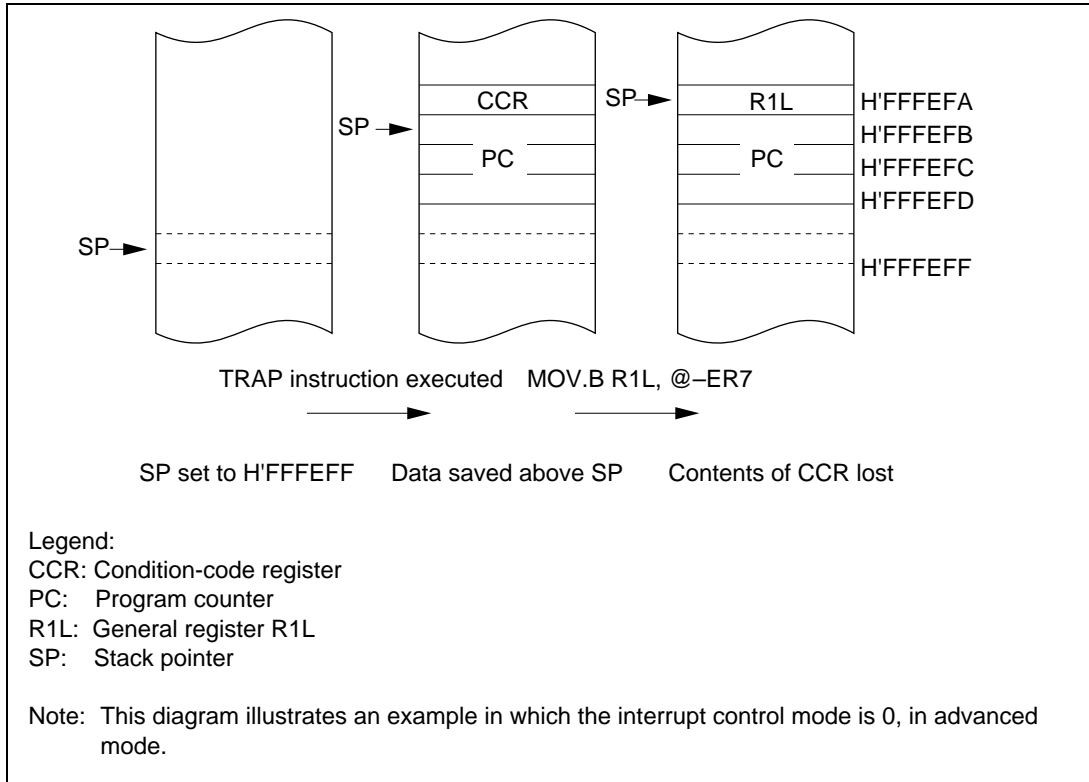 CCR
SP
R1L
H'FFFEFA
SP
H'FFFEFB
PC
PC
H'FFFEFC
H'FFFEFD
SP
H'FFFEFF
TRAP instruction executed
MOV.B R1L, @–ER7
SP set to H'FFFEFF
Data saved above SP
Contents of CCR lost
Legend:
CCR: Condition-code register
PC: Program counter
R1L: General register R1L
SP: Stack pointer
Note: This diagram illustrates an example in which the interrupt control mode is 0, in advanced
mode.